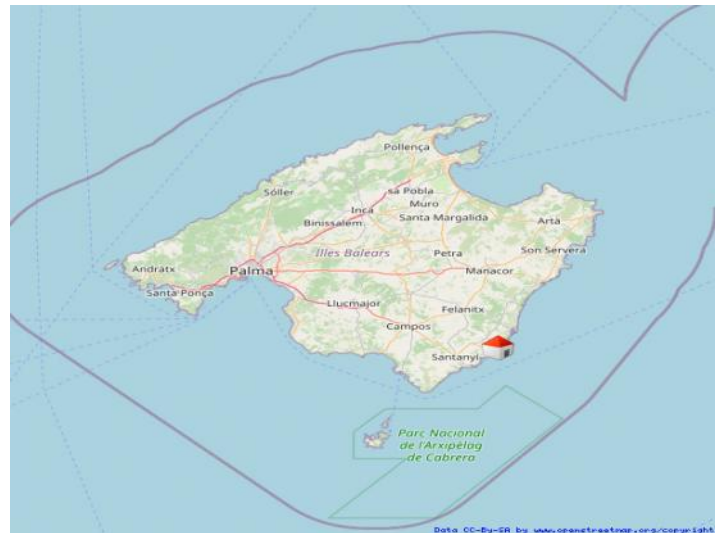 Pollença
sa Pobla
Sóller
Muro
Inca
Santa Margalida
Artà
Binissalem
Illes Balears
Petra
Son Servera
Andratx
Palma
Manacor
Santa Ponça
Llucmajor
Felanitx
Campos
Santanyí
Parc Nacional
de l'Arxipèlag
de Cabrera
Data CC-By-SA by www.openstreetmap.org/copyright